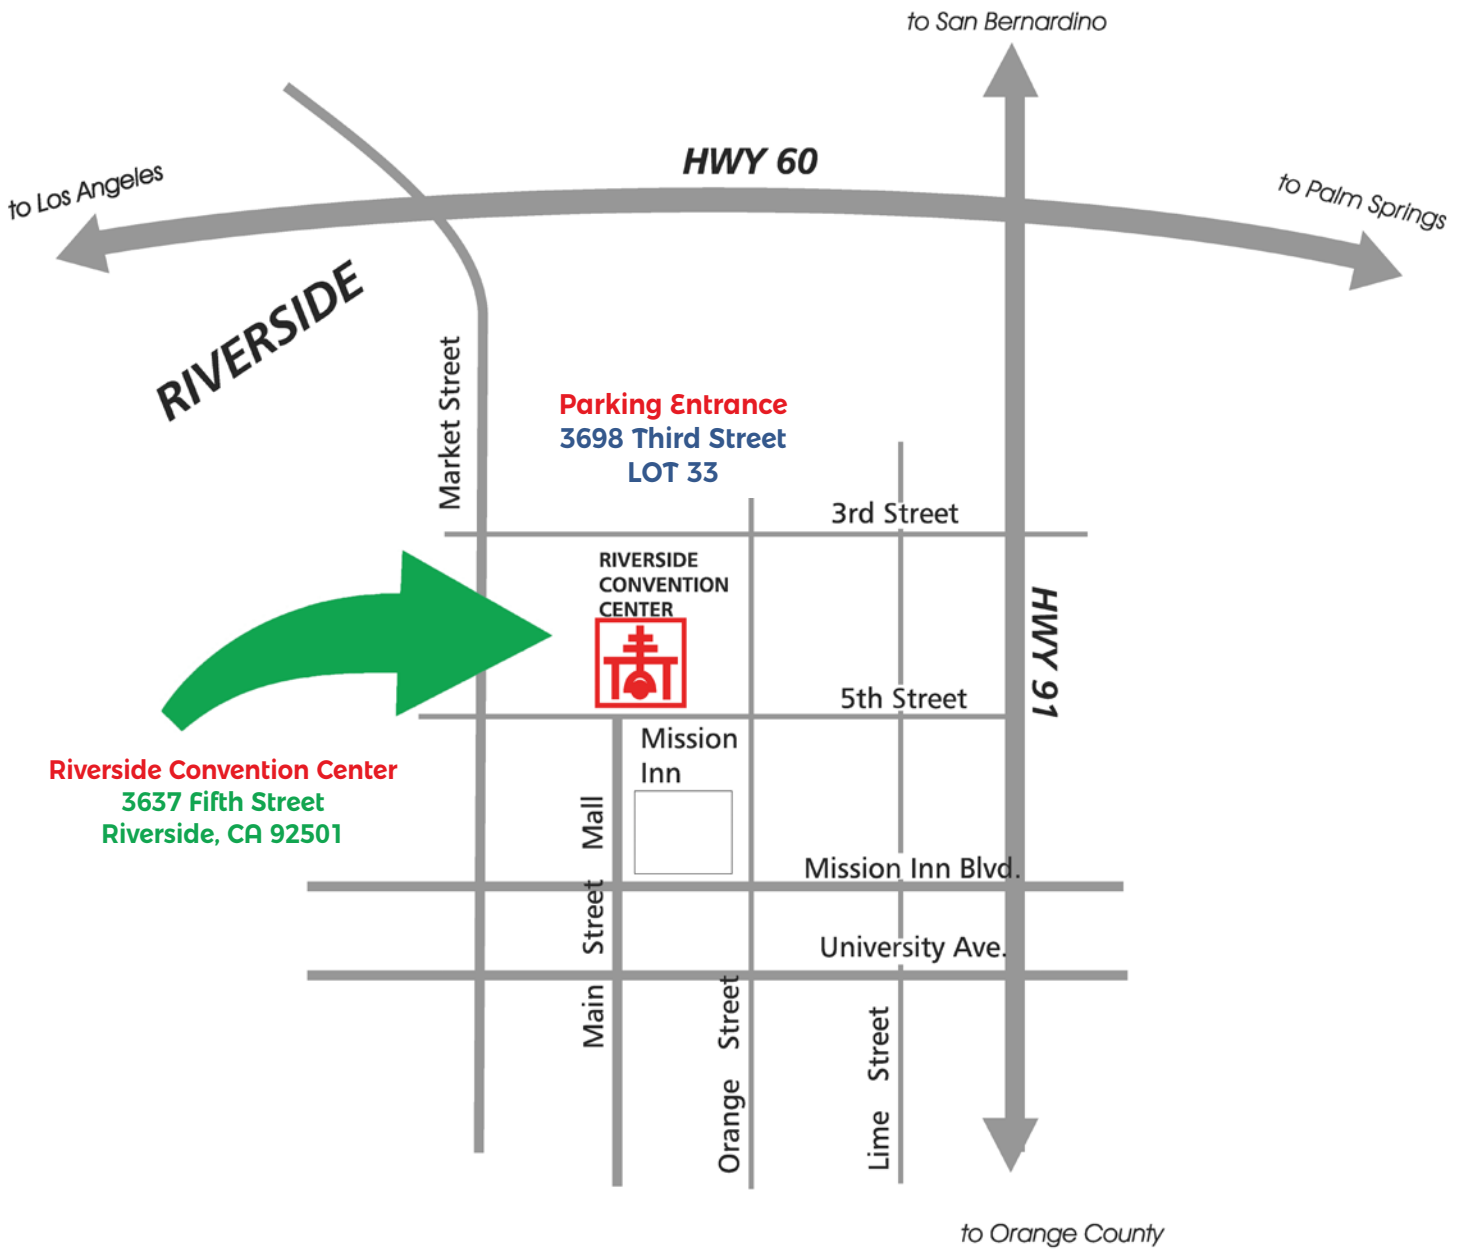 to San Bernardino
HWY 60
to Los Angeles
to Palm Springs
RIVERSIDE
Market Street
Parking Entrance
3698 Third Street
LOT 33
3rd Street
RIVERSIDE
CONVENTION
CENTER
HWY 91
5th Street
Mission
Inn
Riverside Convention Center
3637 Fifth Street
Riverside, CA 92501
Main Street Mall
Mission Inn Blvd.
University Ave.
Orange Street
Lime Street
to Orange County